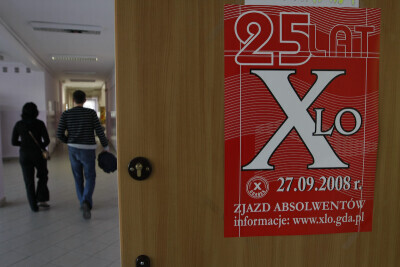 25 LAT
X LO
27.09.2008 r.
ZJAZD ABSOLWENTÓW
informacje: www.xlo.gda.pl